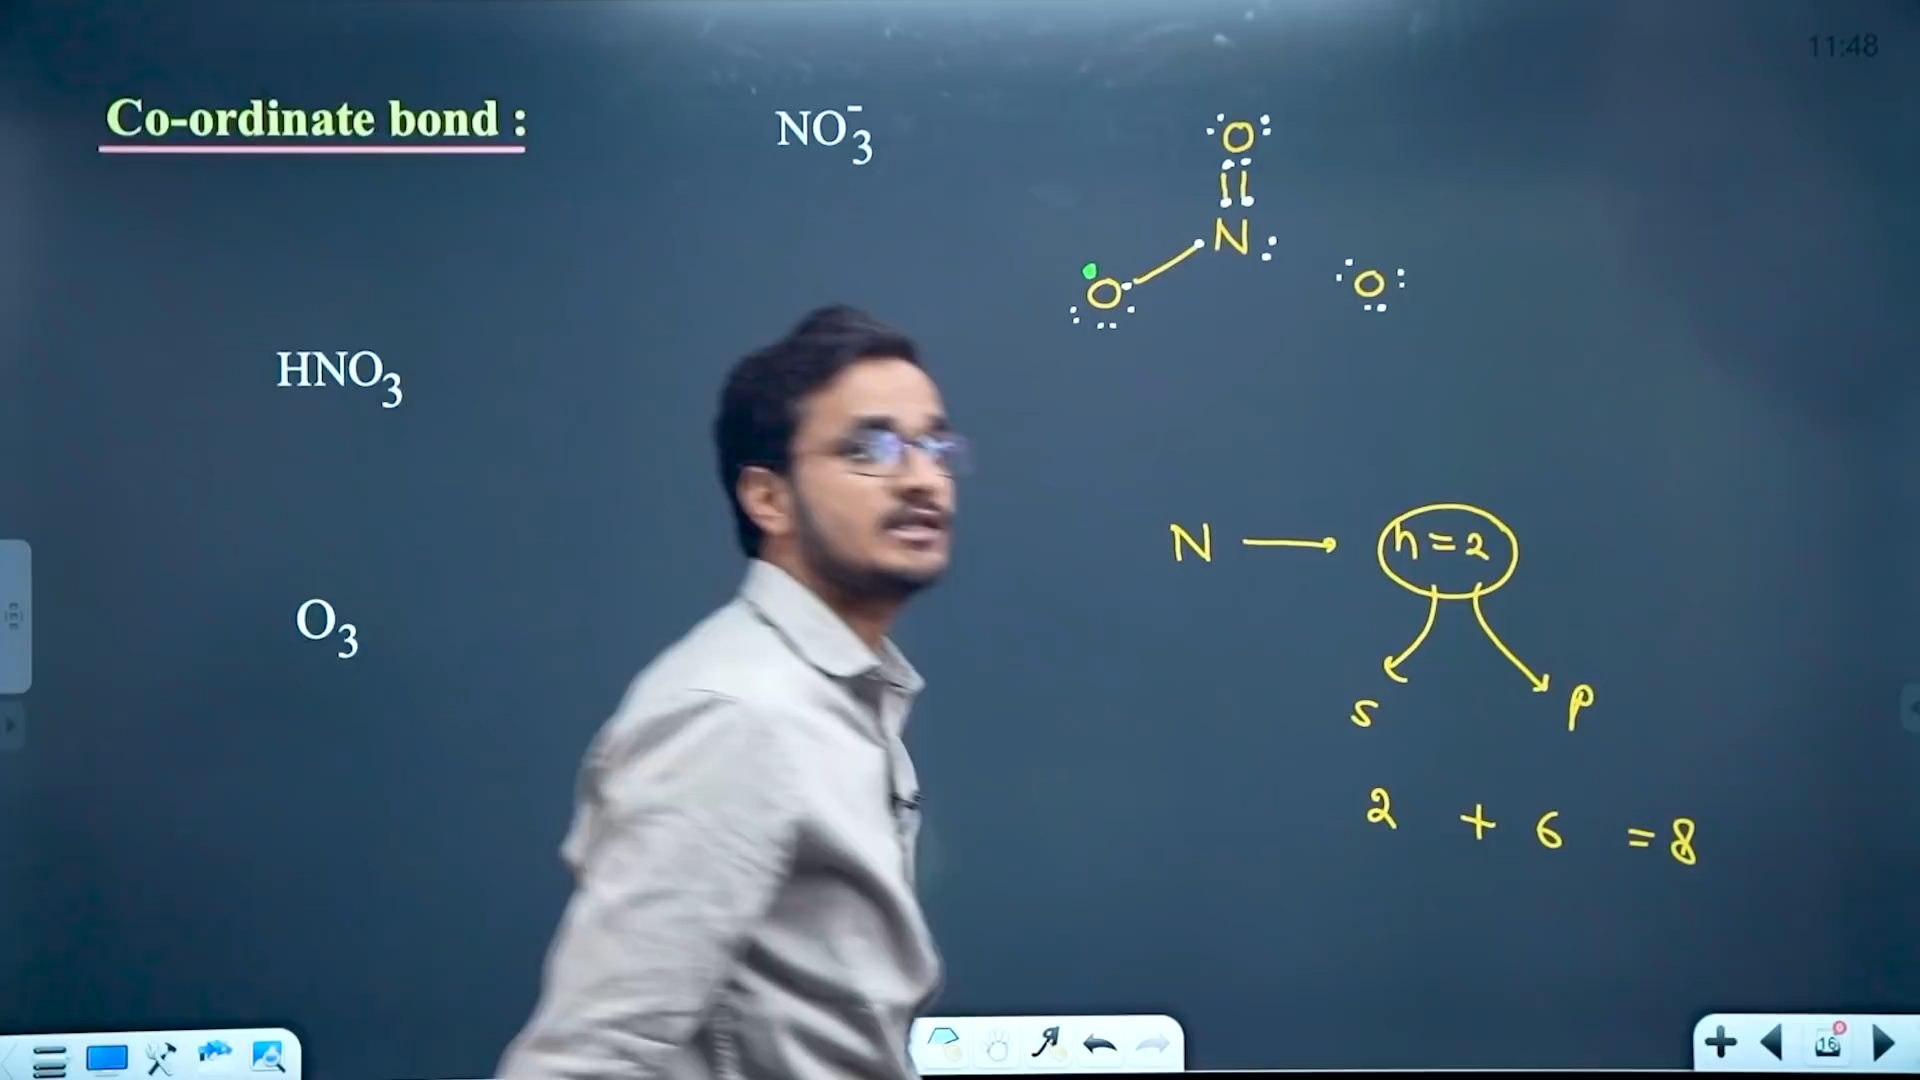 11:48
Co-ordinate bond :
NO₃⁻
O
N
O
O
HNO₃
N → n=2
O₃
s p
2 + 6 = 8
16